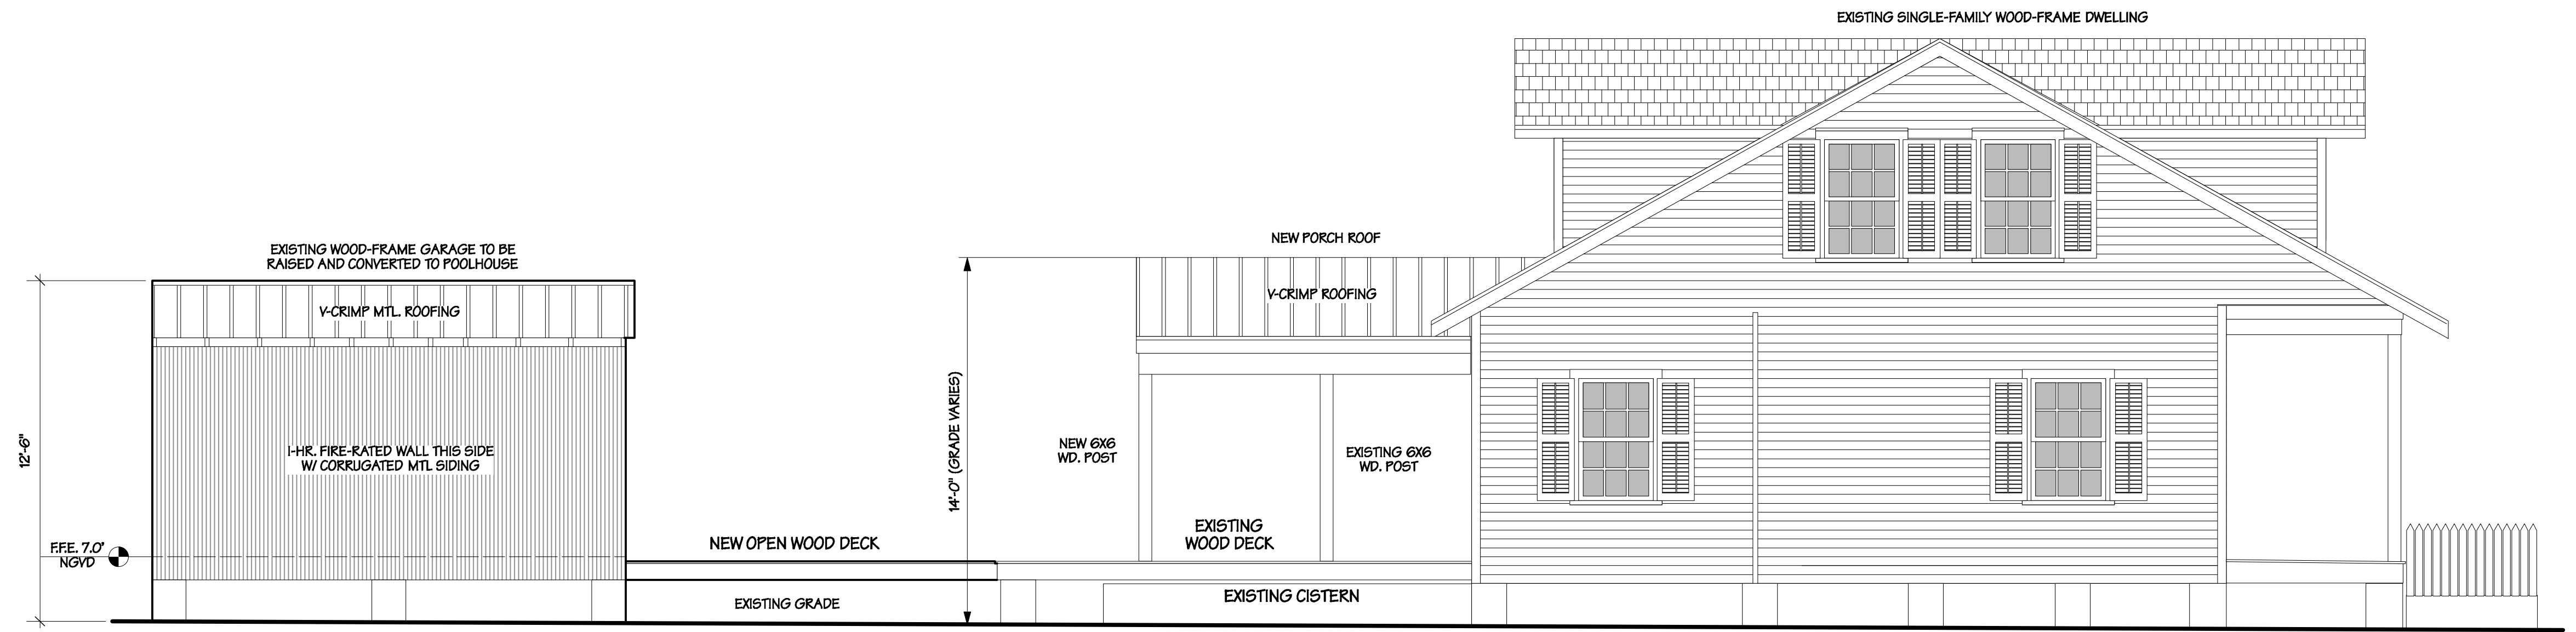 EXISTING SINGLE-FAMILY WOOD-FRAME DWELLING
NEW PORCH ROOF
EXISTING WOOD-FRAME GARAGE TO BE
RAISED AND CONVERTED TO POOLHOUSE
V-CRIMP ROOFING
V-CRIMP MTL. ROOFING
12'-6"
14'-0" (GRADE VARIES)
1-HR. FIRE-RATED WALL THIS SIDE
W/ CORRUGATED MTL SIDING
NEW 6X6
WD. POST
EXISTING 6X6
WD. POST
EXISTING
WOOD DECK
NEW OPEN WOOD DECK
F.F.E. 7.0'
NGVD
EXISTING GRADE
EXISTING CISTERN